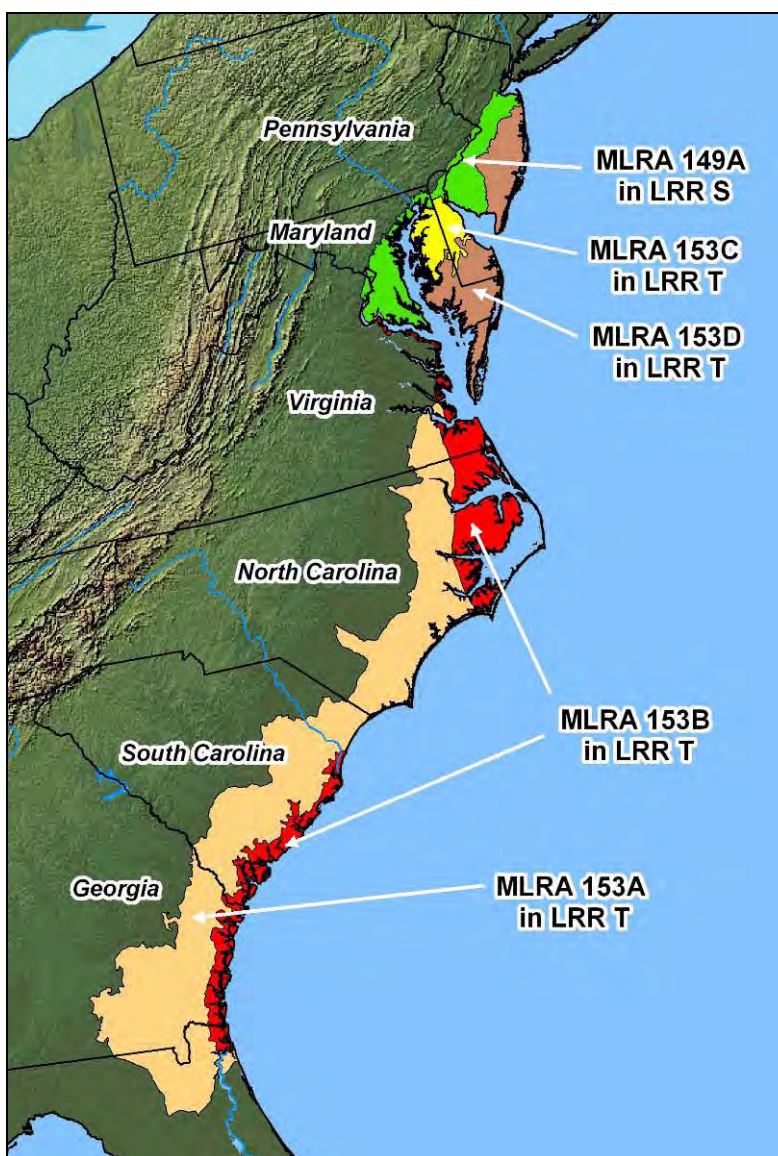 Pennsylvania
MLRA 149A
in LRR S
Maryland
MLRA 153C
in LRR T
MLRA 153D
in LRR T
Virginia
North Carolina
MLRA 153B
in LRR T
South Carolina
Georgia
MLRA 153A
in LRR T